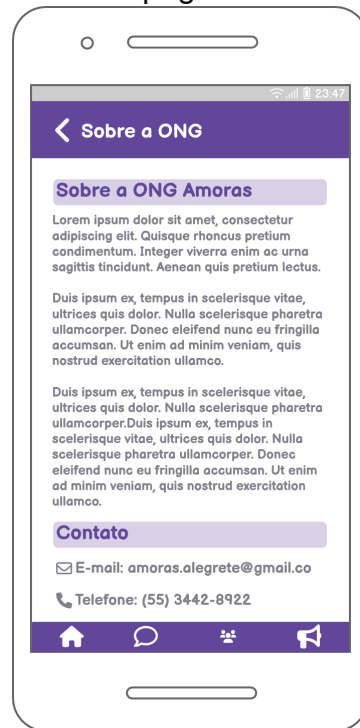 23:47
Sobre a ONG
Sobre a ONG Amoras
Lorem ipsum dolor sit amet, consectetur
adipiscing elit. Quisque rhoncus pretium
condimentum. Integer viverra enim ac urna
sagittis tincidunt. Aenean quis pretium lectus.
Duis ipsum ex, tempus in scelerisque vitae,
ultrices quis dolor. Nulla scelerisque pharetra
ullamcorper. Donec eleifend nunc eu fringilla
accumsan. Ut enim ad minim veniam, quis
nostrud exercitation ullamco.
Duis ipsum ex, tempus in scelerisque vitae,
ultrices quis dolor. Nulla scelerisque pharetra
ullamcorper.Duis ipsum ex, tempus in
scelerisque vitae, ultrices quis dolor. Nulla
scelerisque pharetra ullamcorper. Donec
eleifend nunc eu fringilla accumsan. Ut enim
ad minim veniam, quis nostrud exercitation
ullamco.
Contato
E-mail: amoras.alegrete@gmail.co
Telefone: (55) 3442-8922